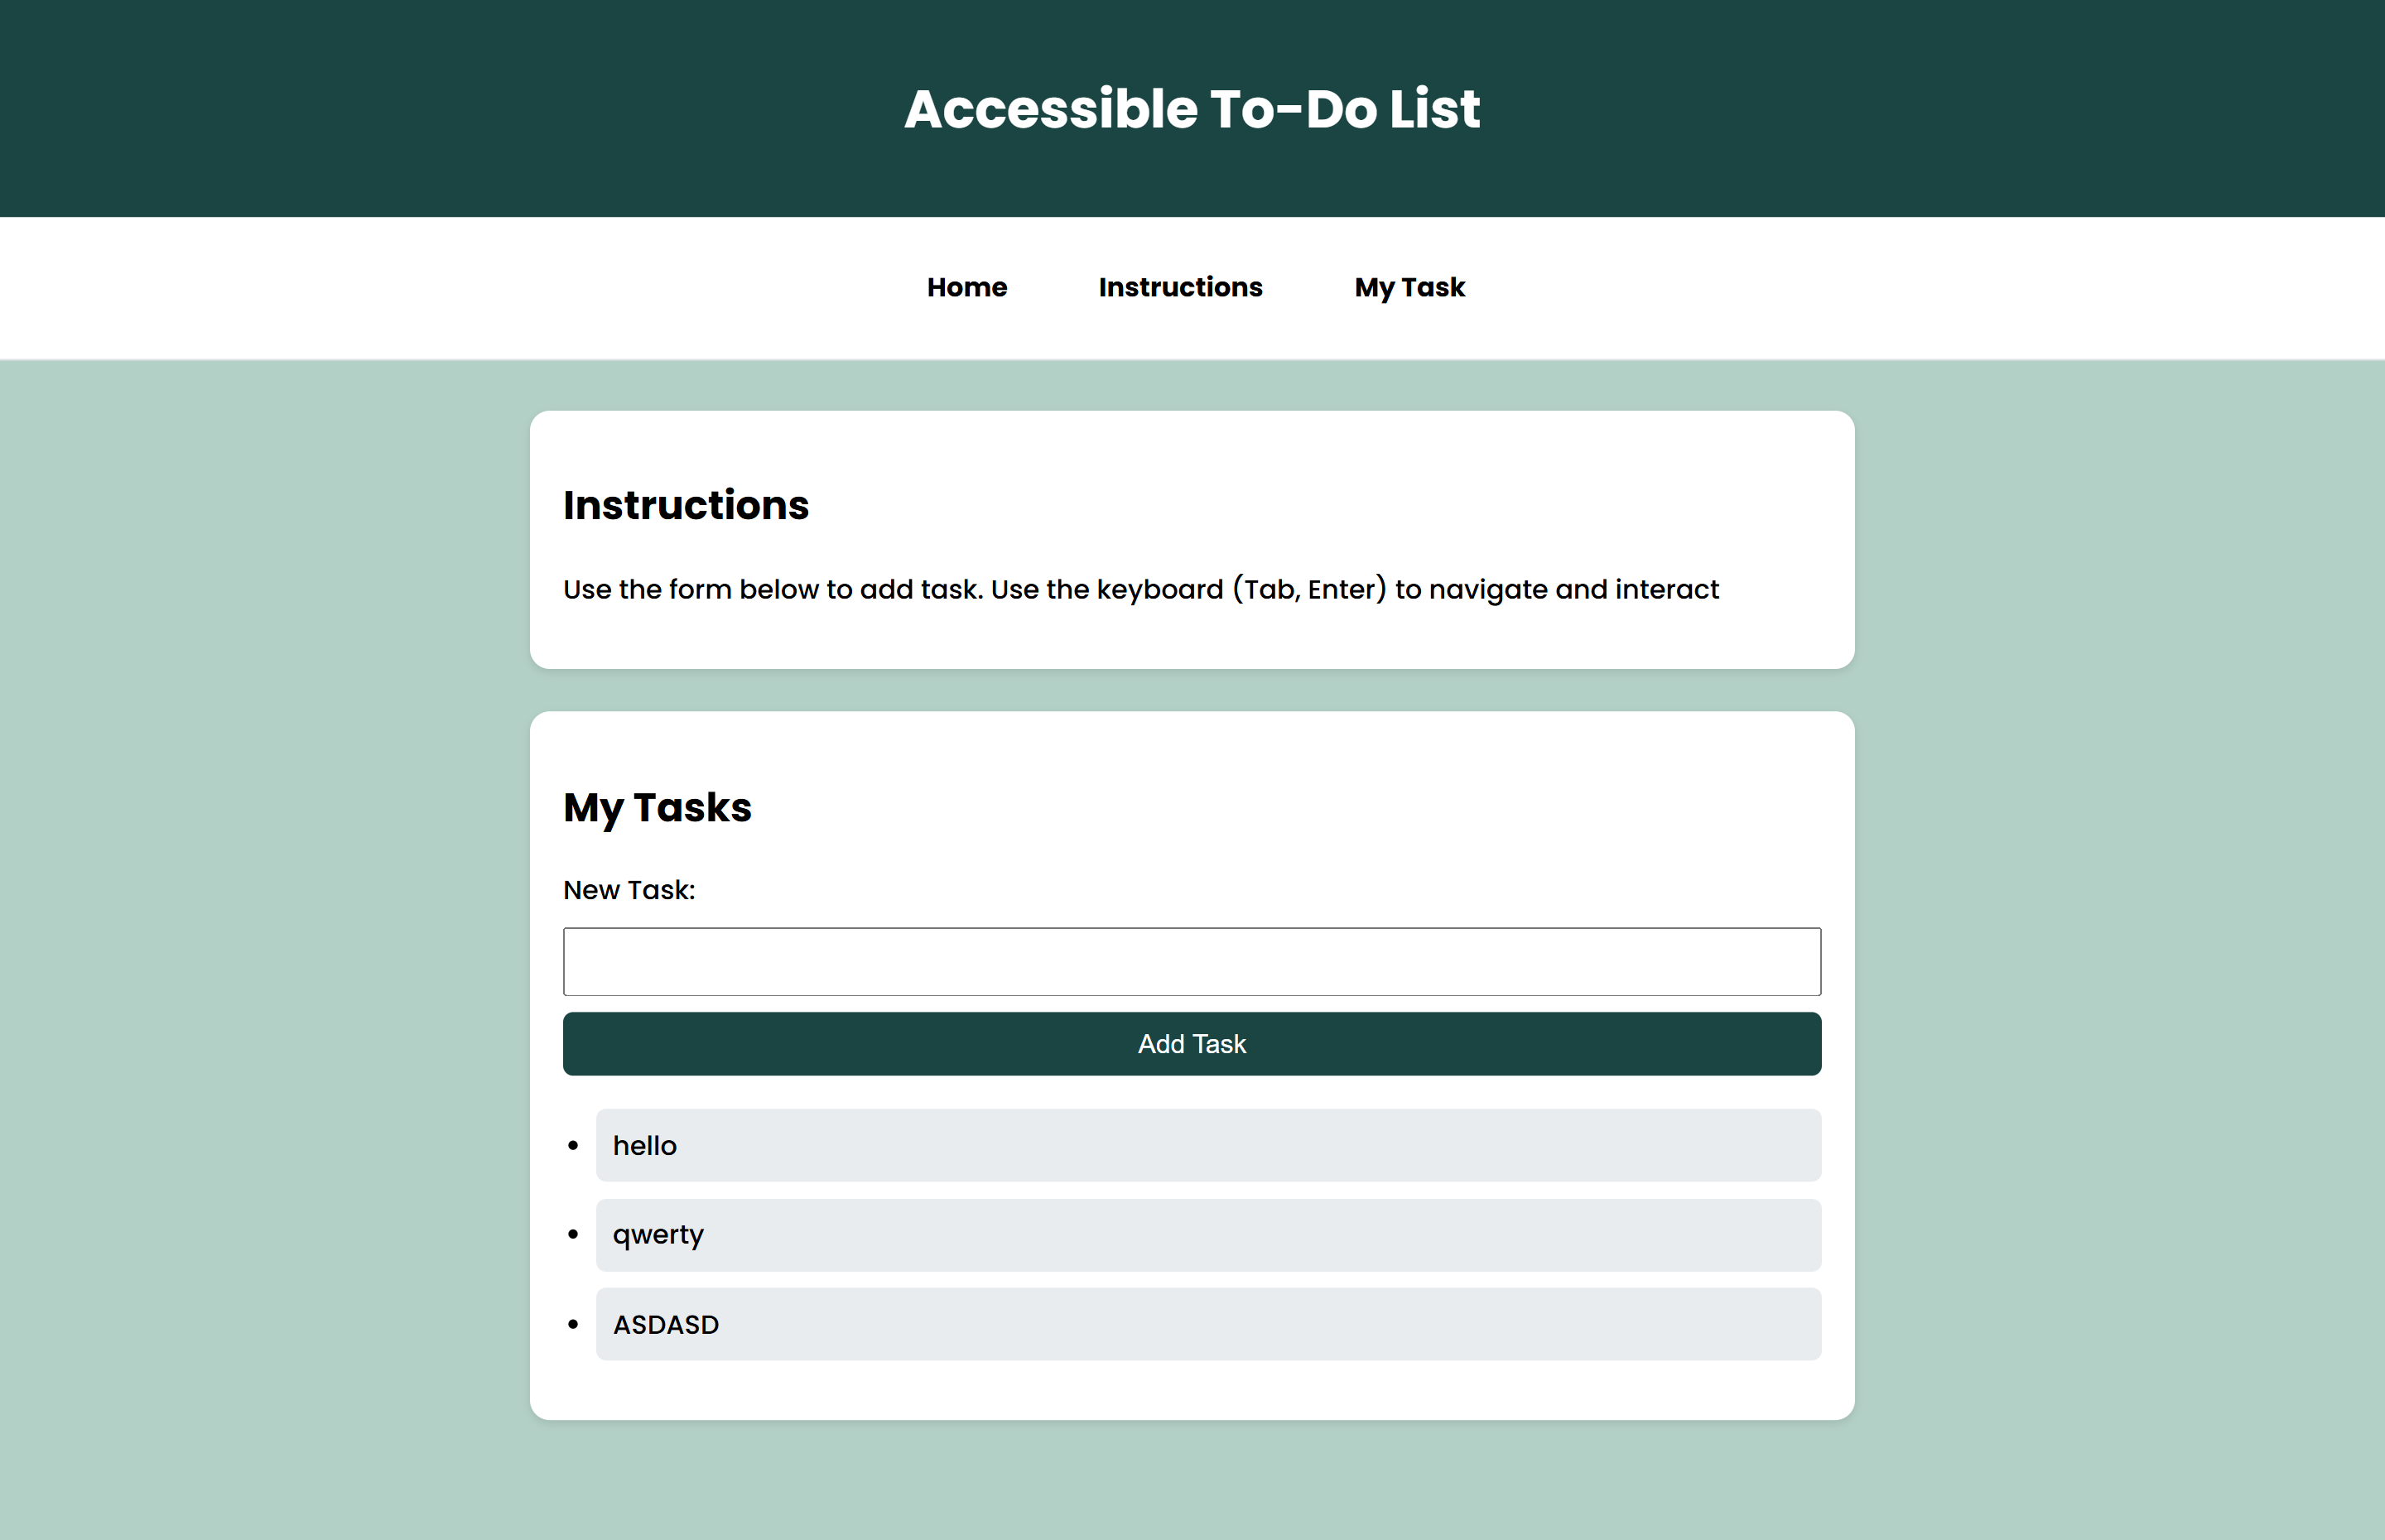 Accessible To-Do List
Home Instructions My Task
Instructions
Use the form below to add task. Use the keyboard (Tab, Enter) to navigate and interact
My Tasks
New Task:
Add Task
hello
qwerty
ASDASD